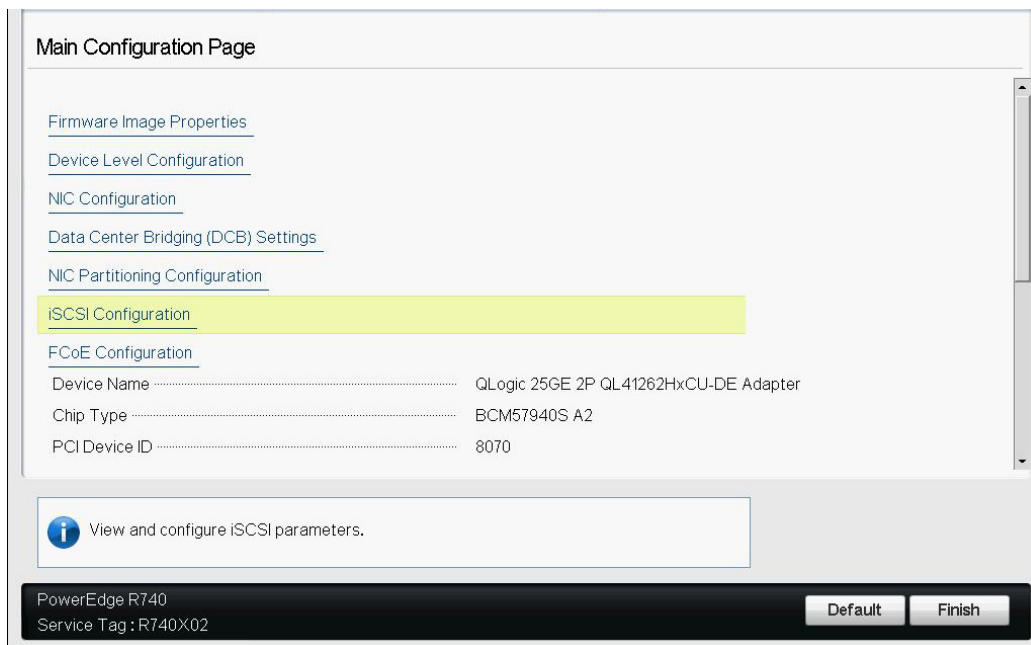 Main Configuration Page
Firmware Image Properties
Device Level Configuration
NIC Configuration
Data Center Bridging (DCB) Settings
NIC Partitioning Configuration
iSCSI Configuration
FCoE Configuration
Device Name QLogic 25GE 2P QL41262HxCU-DE Adapter
Chip Type BCM57940S A2
PCI Device ID 8070
View and configure iSCSI parameters.
PowerEdge R740
Service Tag : R740X02
Default Finish